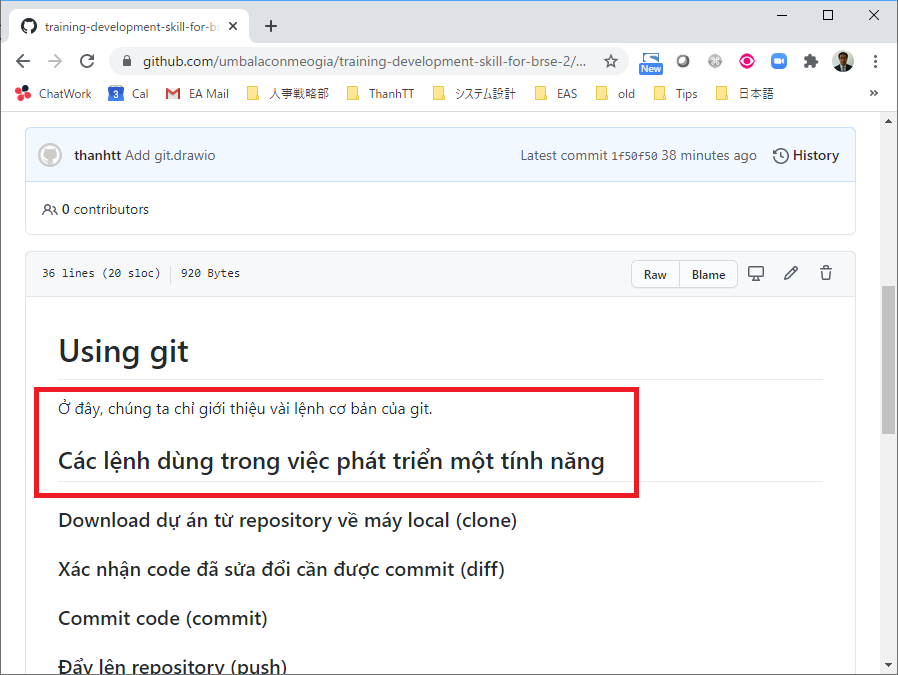 training-development-skill-for-br
github.com/umbalaconmeogia/training-development-skill-for-brse-2/...
New
ChatWork
3
Cal
EA Mail
人事戦略部
ThanhTT
システム設計
EAS
old
Tips
日本語
»
thanhtt Add git.drawio
Latest commit 1f50f50 38 minutes ago
History
0 contributors
36 lines (20 sloc)
920 Bytes
Raw
Blame
Using git
Ở đây, chúng ta chỉ giới thiệu vài lệnh cơ bản của git.
Các lệnh dùng trong việc phát triển một tính năng
Download dự án từ repository về máy local (clone)
Xác nhận code đã sửa đổi cần được commit (diff)
Commit code (commit)
Đẩy lên repository (push)